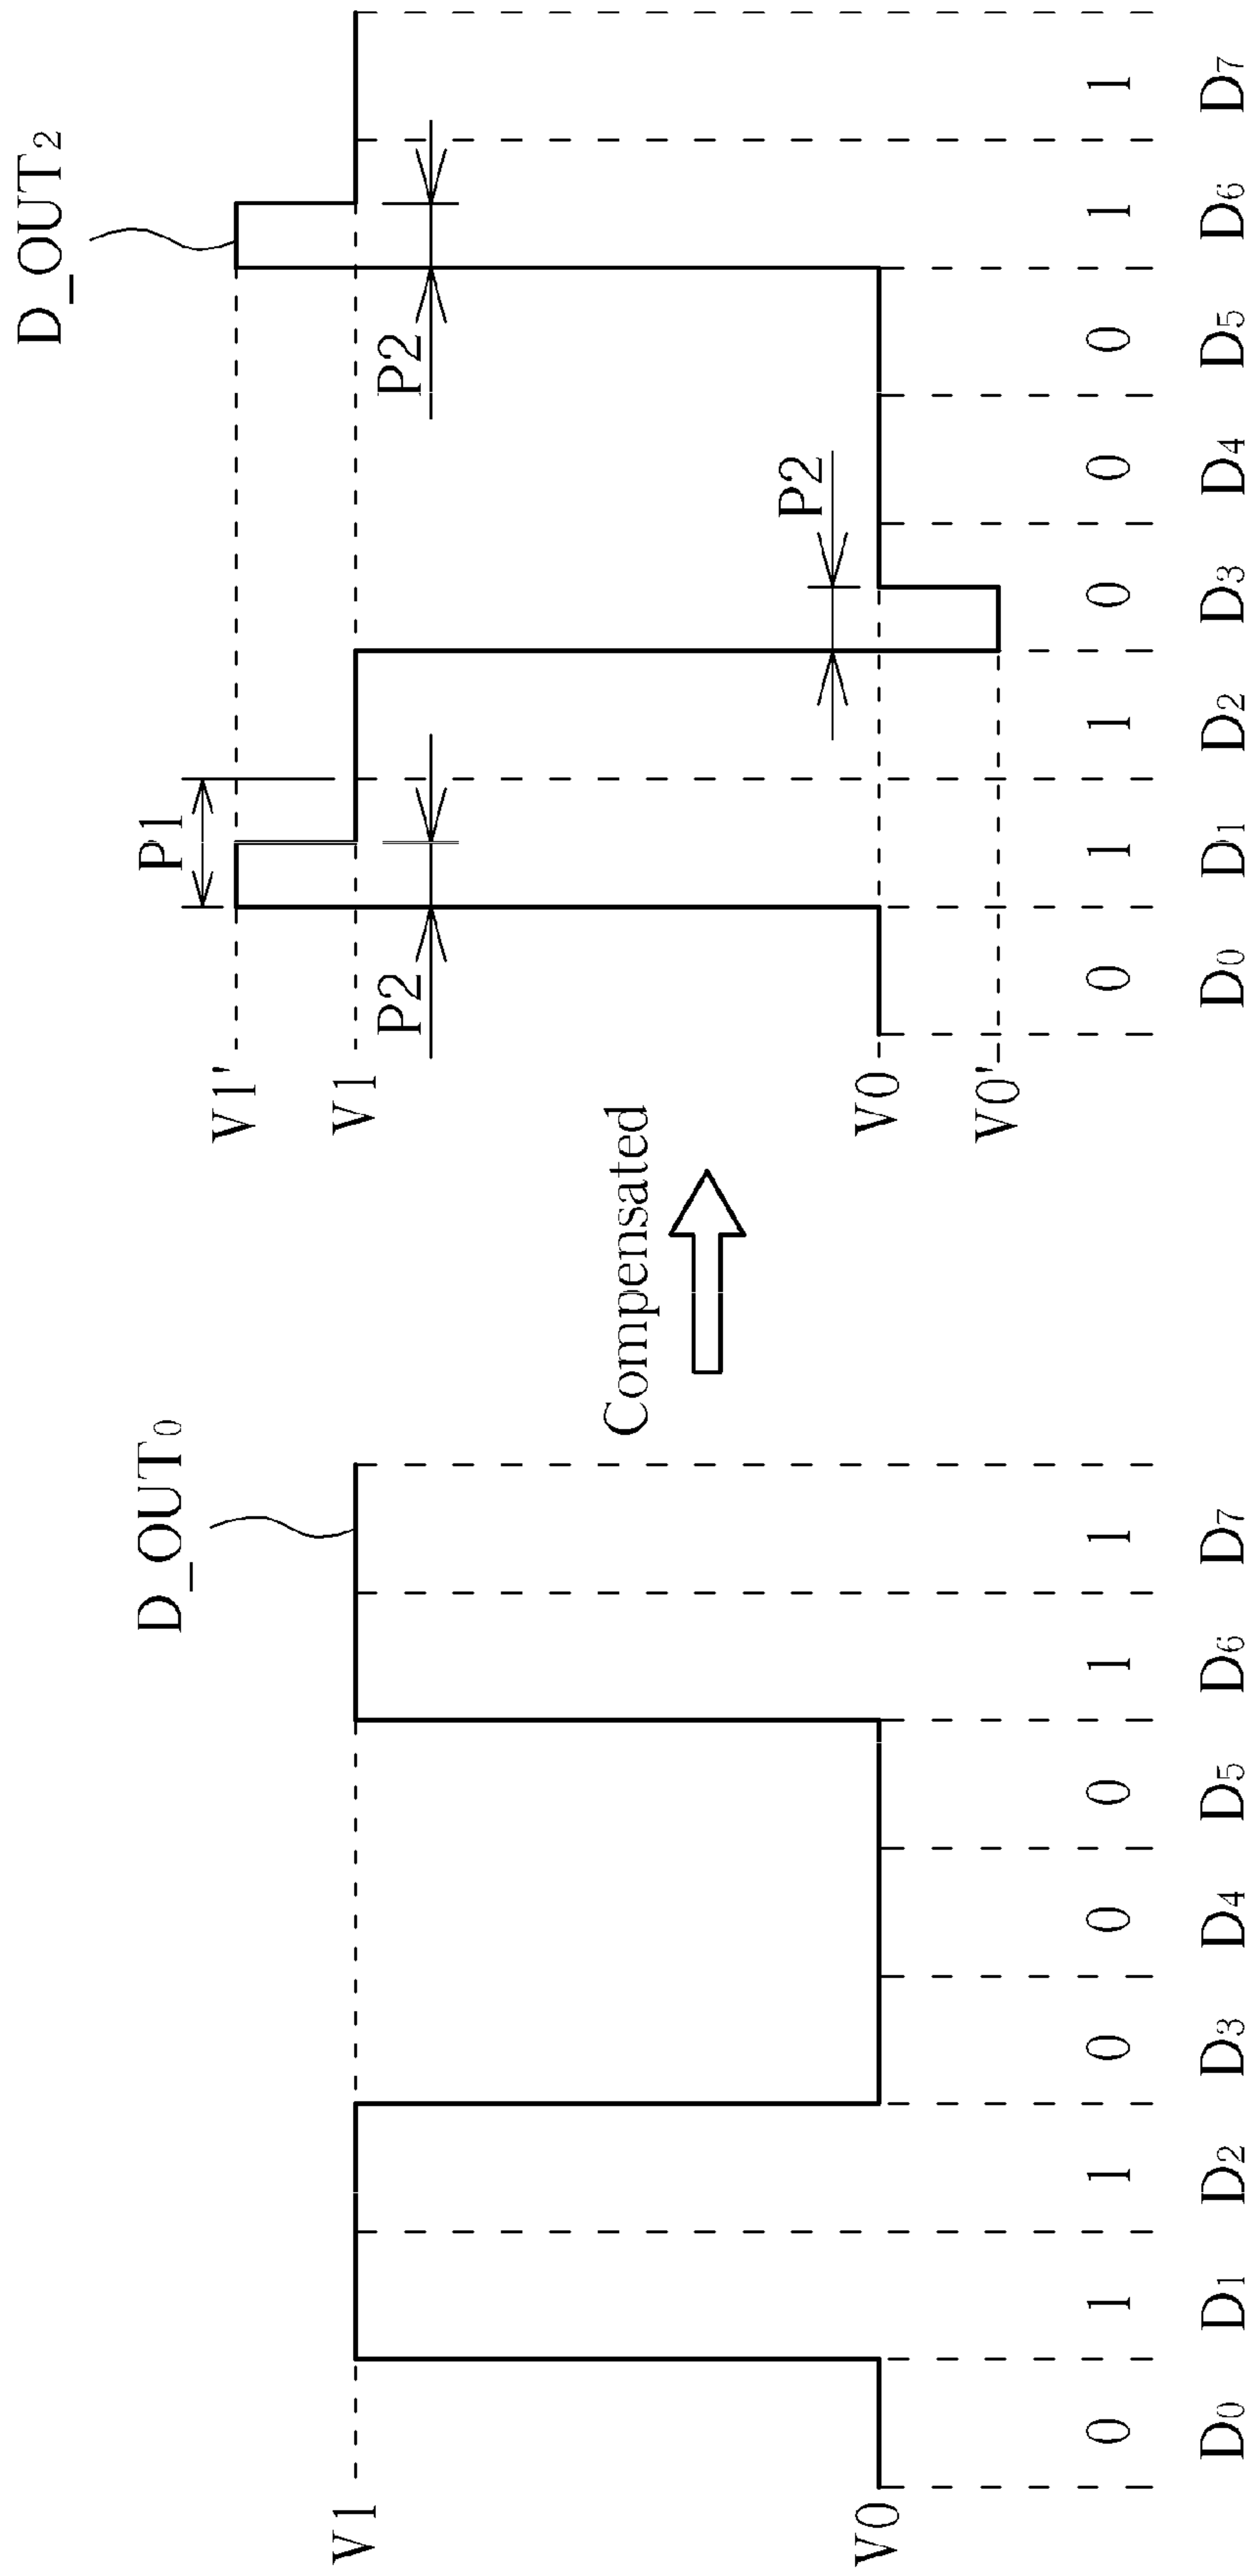 D_OUT0
V1
V0
0 1 1 0 0 0 1 1
D0 D1 D2 D3 D4 D5 D6 D7
Compensated
D_OUT2
P1
V1'
V1
P2
P2
P2
V0
V0'
0 1 1 0 0 0 1 1
D0 D1 D2 D3 D4 D5 D6 D7